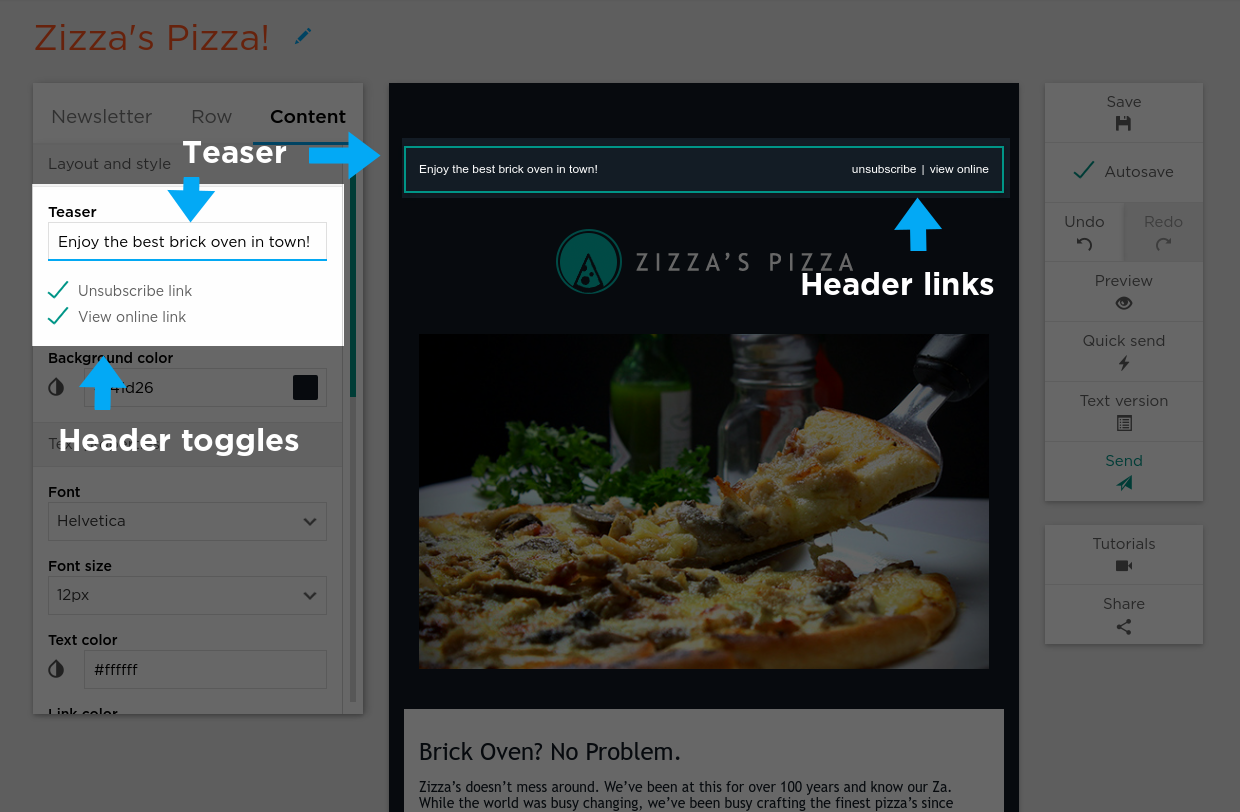 Zizza's Pizza!
Newsletter Row Content
Layout and style
Teaser
Teaser
Enjoy the best brick oven in town!
Unsubscribe link
View online link
Background color
Header toggles
Font
Helvetica
Font size
12px
Text color
#ffffff
Link color
Enjoy the best brick oven in town! unsubscribe | view online
ZIZZA'S PIZZA
Header links
Brick Oven? No Problem.
Zizza’s doesn’t mess around. We’ve been at this for over 100 years and know our Za.
While the world was busy changing, we’ve been busy crafting the finest pizza’s since
Save
Autosave
Undo Redo
Preview
Quick send
Text version
Send
Tutorials
Share